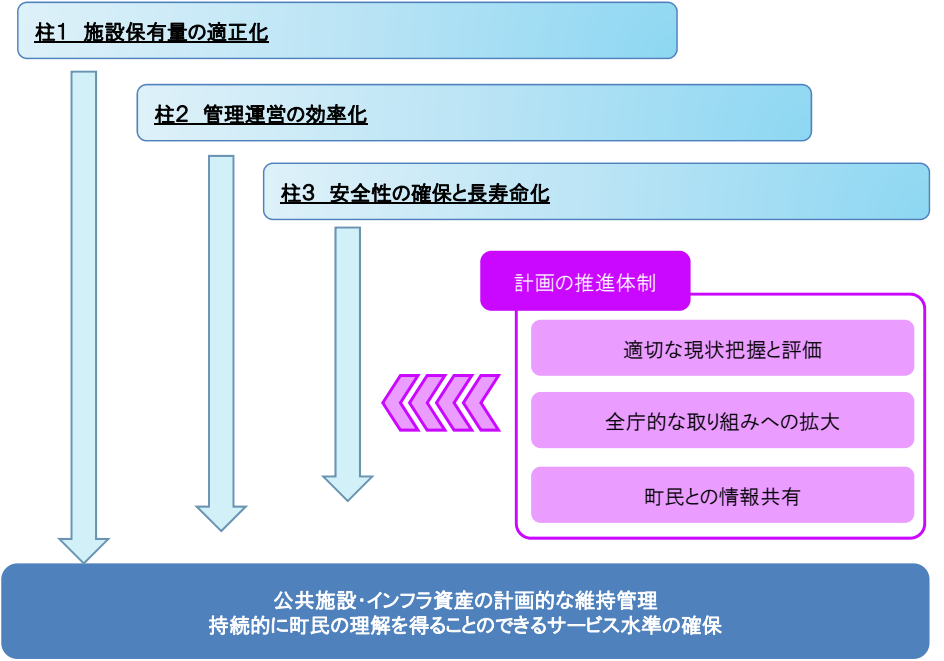 柱1　施設保有量の適正化
柱2　管理運営の効率化
柱3　安全性の確保と長寿命化
計画の推進体制
適切な現状把握と評価
全庁的な取り組みへの拡大
町民との情報共有
公共施設・インフラ資産の計画的な維持管理
持続的に町民の理解を得ることのできるサービス水準の確保